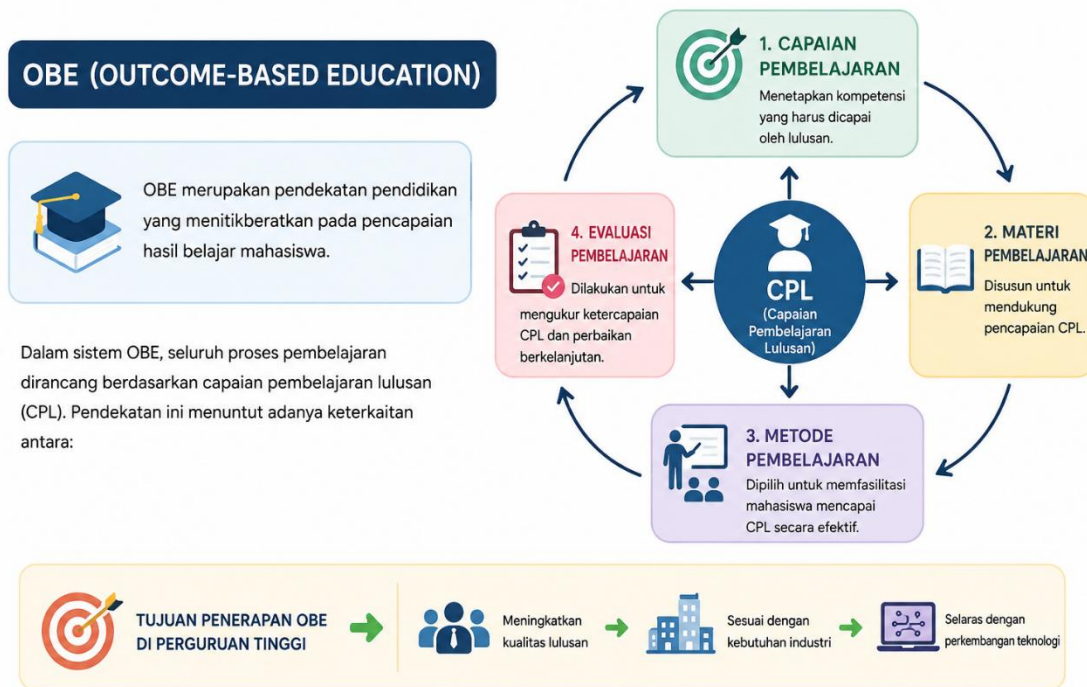 OBE (OUTCOME-BASED EDUCATION)
OBE merupakan pendekatan pendidikan
yang menitikberatkan pada pencapaian
hasil belajar mahasiswa.
Dalam sistem OBE, seluruh proses pembelajaran
dirancang berdasarkan capaian pembelajaran lulusan
(CPL). Pendekatan ini menuntut adanya keterkaitan
antara:
1. CAPAIAN
PEMBELAJARAN
Menetapkan kompetensi
yang harus dicapai
oleh lulusan.
2. MATERI
PEMBELAJARAN
Disusun untuk
mendukung
pencapaian CPL.
3. METODE
PEMBELAJARAN
Dipilih untuk memfasilitasi
mahasiswa mencapai
CPL secara efektif.
4. EVALUASI
PEMBELAJARAN
Dilakukan untuk
mengukur ketercapaian
CPL dan perbaikan
berkelanjutan.
CPL
(Capaian
Pembelajaran
Lulusan)
TUJUAN PENERAPAN OBE
DI PERGURUAN TINGGI
Meningkatkan
kualitas lulusan
Sesuai dengan
kebutuhan industri
Selaras dengan
perkembangan teknologi